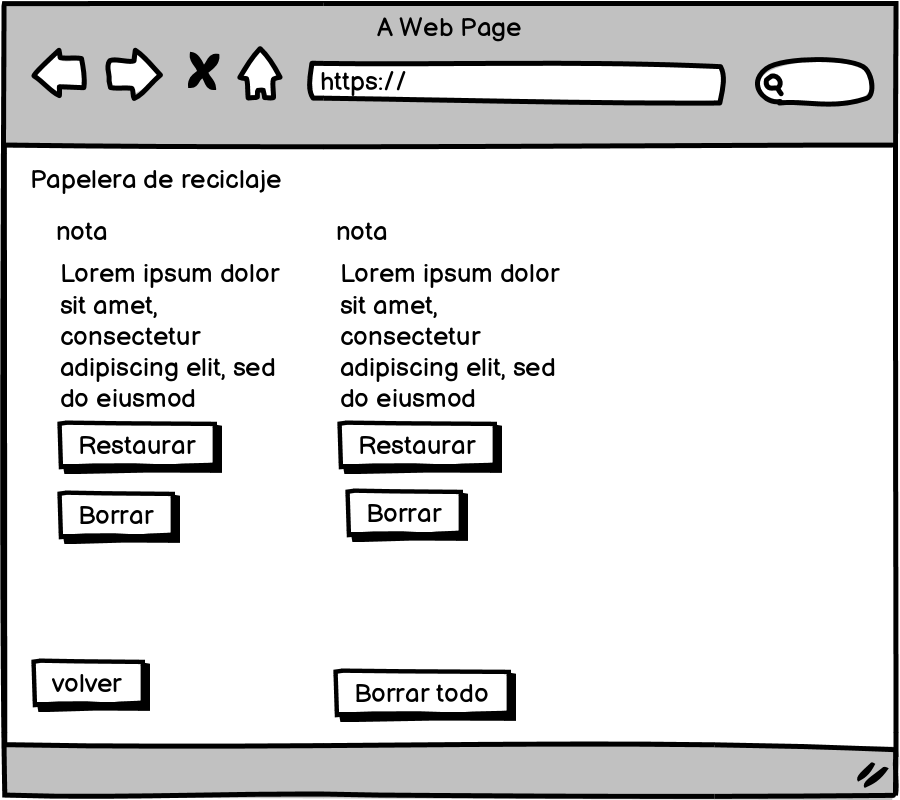 A Web Page
https://
Papelera de reciclaje
nota
Lorem ipsum dolor
sit amet,
consectetur
adipiscing elit, sed
do eiusmod
Restaurar
Borrar
nota
Lorem ipsum dolor
sit amet,
consectetur
adipiscing elit, sed
do eiusmod
Restaurar
Borrar
volver
Borrar todo